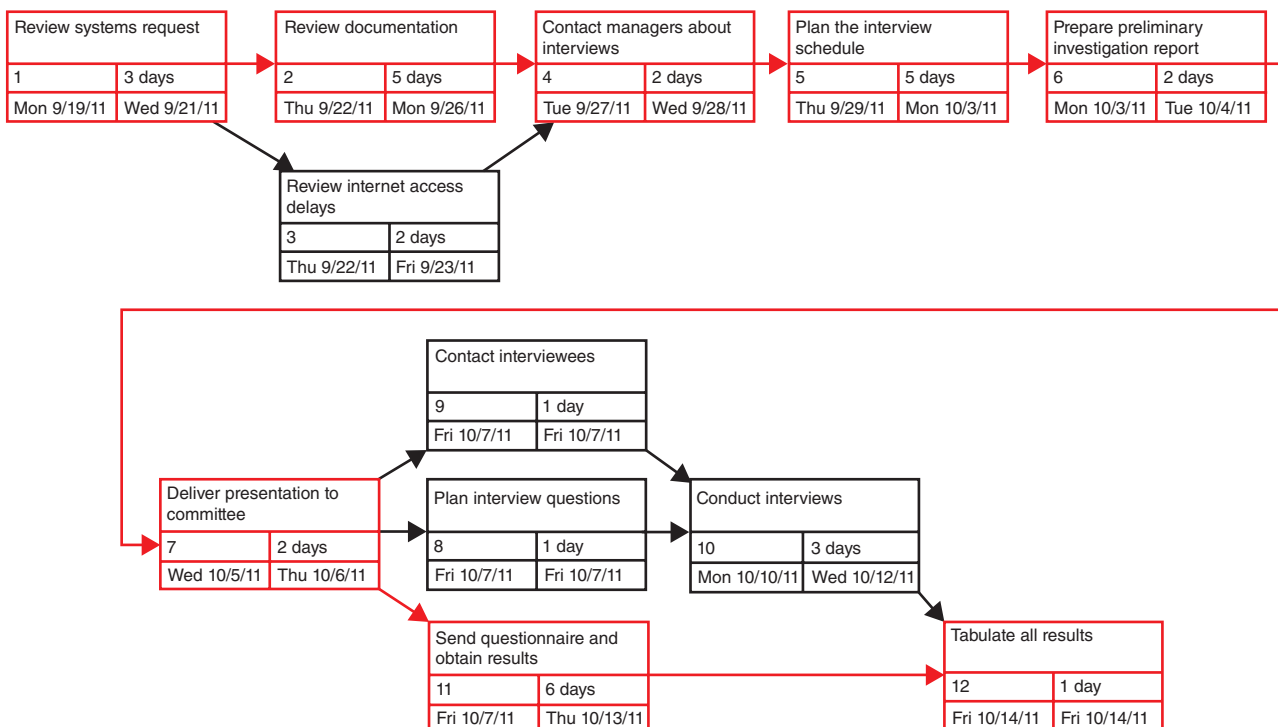 Review systems request
1 3 days
Mon 9/19/11 Wed 9/21/11
Review documentation
2 5 days
Thu 9/22/11 Mon 9/26/11
Contact managers about
interviews
4 2 days
Tue 9/27/11 Wed 9/28/11
Plan the interview
schedule
5 5 days
Thu 9/29/11 Mon 10/3/11
Prepare preliminary
investigation report
6 2 days
Mon 10/3/11 Tue 10/4/11
Review internet access
delays
3 2 days
Thu 9/22/11 Fri 9/23/11
Contact interviewees
9 1 day
Fri 10/7/11 Fri 10/7/11
Deliver presentation to
committee
7 2 days
Wed 10/5/11 Thu 10/6/11
Plan interview questions
8 1 day
Fri 10/7/11 Fri 10/7/11
Conduct interviews
10 3 days
Mon 10/10/11 Wed 10/12/11
Send questionnaire and
obtain results
11 6 days
Fri 10/7/11 Thu 10/13/11
Tabulate all results
12 1 day
Fri 10/14/11 Fri 10/14/11